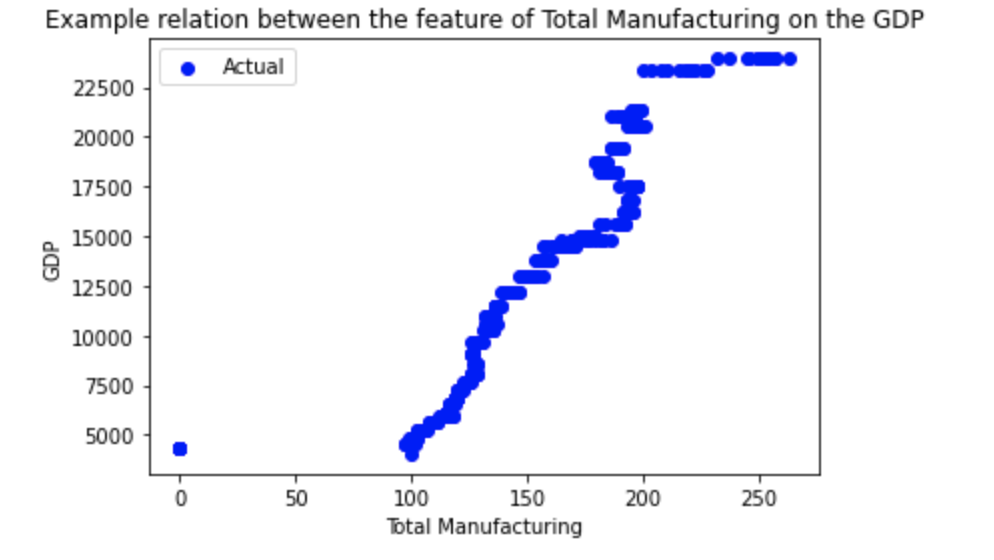 Example relation between the feature of Total Manufacturing on the GDP
Actual
22500
20000
17500
15000
12500
10000
7500
5000
GDP
0 50 100 150 200 250
Total Manufacturing